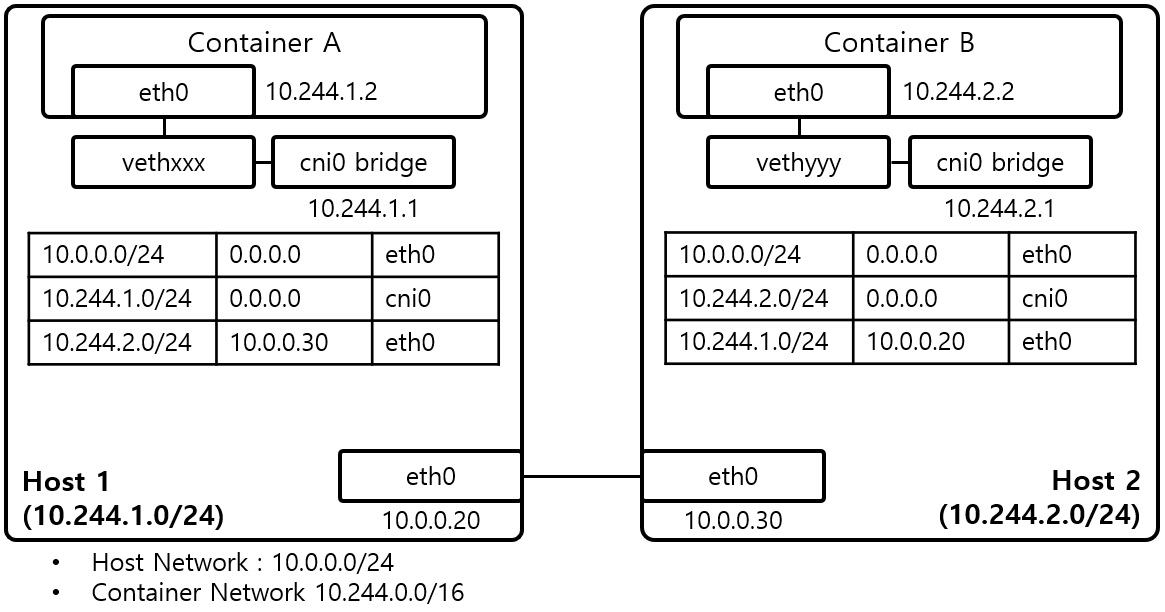 Container A
eth0 10.244.1.2
vethxxx cni0 bridge
10.244.1.1
10.0.0.0/24 0.0.0.0 eth0
10.244.1.0/24 0.0.0.0 cni0
10.244.2.0/24 10.0.0.30 eth0
eth0
10.0.0.20
Host 1
(10.244.1.0/24)
Container B
eth0 10.244.2.2
vethyyy cni0 bridge
10.244.2.1
10.0.0.0/24 0.0.0.0 eth0
10.244.2.0/24 0.0.0.0 cni0
10.244.1.0/24 10.0.0.20 eth0
eth0
10.0.0.30
Host 2
(10.244.2.0/24)
• Host Network : 10.0.0.0/24
• Container Network 10.244.0.0/16